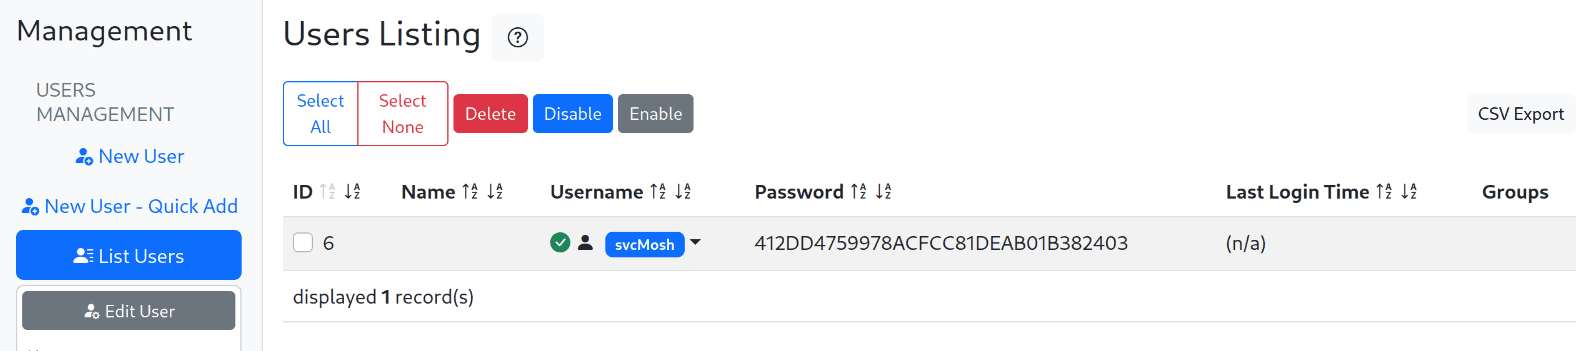 Management
USERS
MANAGEMENT
New User
New User - Quick Add
List Users
Edit User
Users Listing
Select All
Select None
Delete
Disable
Enable
CSV Export
ID Name Username Password Last Login Time Groups
6 svcMosh 412DD4759978ACFCC81DEAB01B382403 (n/a)
displayed 1 record(s)